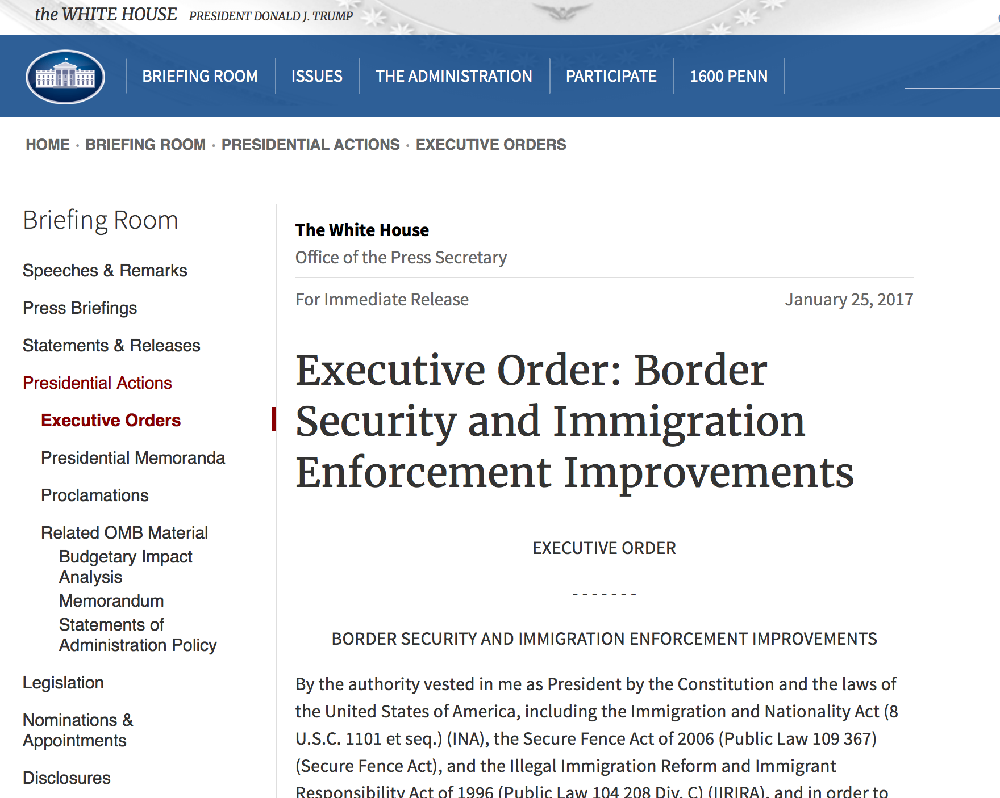 the WHITE HOUSE PRESIDENT DONALD J. TRUMP
BRIEFING ROOM ISSUES THE ADMINISTRATION PARTICIPATE 1600 PENN
HOME · BRIEFING ROOM · PRESIDENTIAL ACTIONS · EXECUTIVE ORDERS
Briefing Room
Speeches & Remarks
Press Briefings
Statements & Releases
Presidential Actions
Executive Orders
Presidential Memoranda
Proclamations
Related OMB Material
Budgetary Impact
Analysis
Memorandum
Statements of
Administration Policy
Legislation
Nominations &
Appointments
Disclosures
The White House
Office of the Press Secretary
For Immediate Release January 25, 2017
Executive Order: Border
Security and Immigration
Enforcement Improvements
EXECUTIVE ORDER
- - - - - - -
BORDER SECURITY AND IMMIGRATION ENFORCEMENT IMPROVEMENTS
By the authority vested in me as President by the Constitution and the laws of
the United States of America, including the Immigration and Nationality Act (8
U.S.C. 1101 et seq.) (INA), the Secure Fence Act of 2006 (Public Law 109 367)
(Secure Fence Act), and the Illegal Immigration Reform and Immigrant
Responsibility Act of 1996 (Public Law 104 208 Div. C) (IIRIRA), and in order to